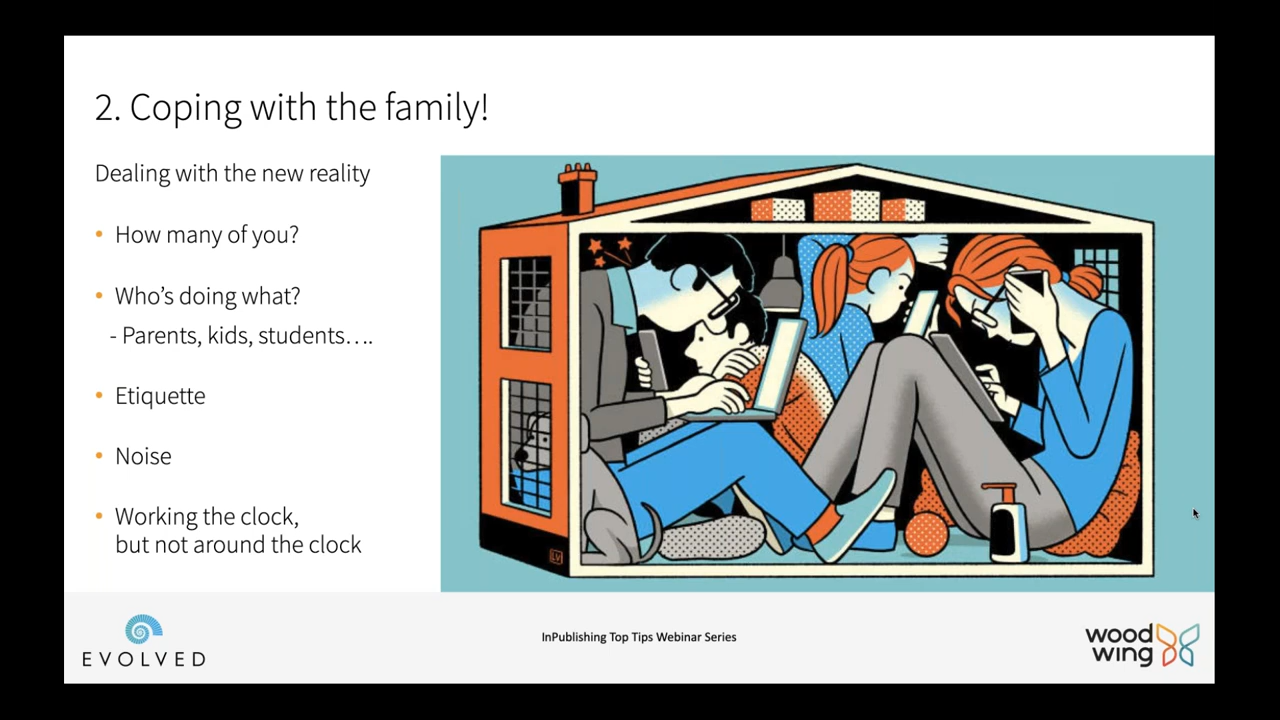 2. Coping with the family!
Dealing with the new reality
• How many of you?
• Who's doing what?
- Parents, kids, students....
• Etiquette
• Noise
• Working the clock,
but not around the clock
LV
EVOLVED
InPublishing Top Tips Webinar Series
wood
wing